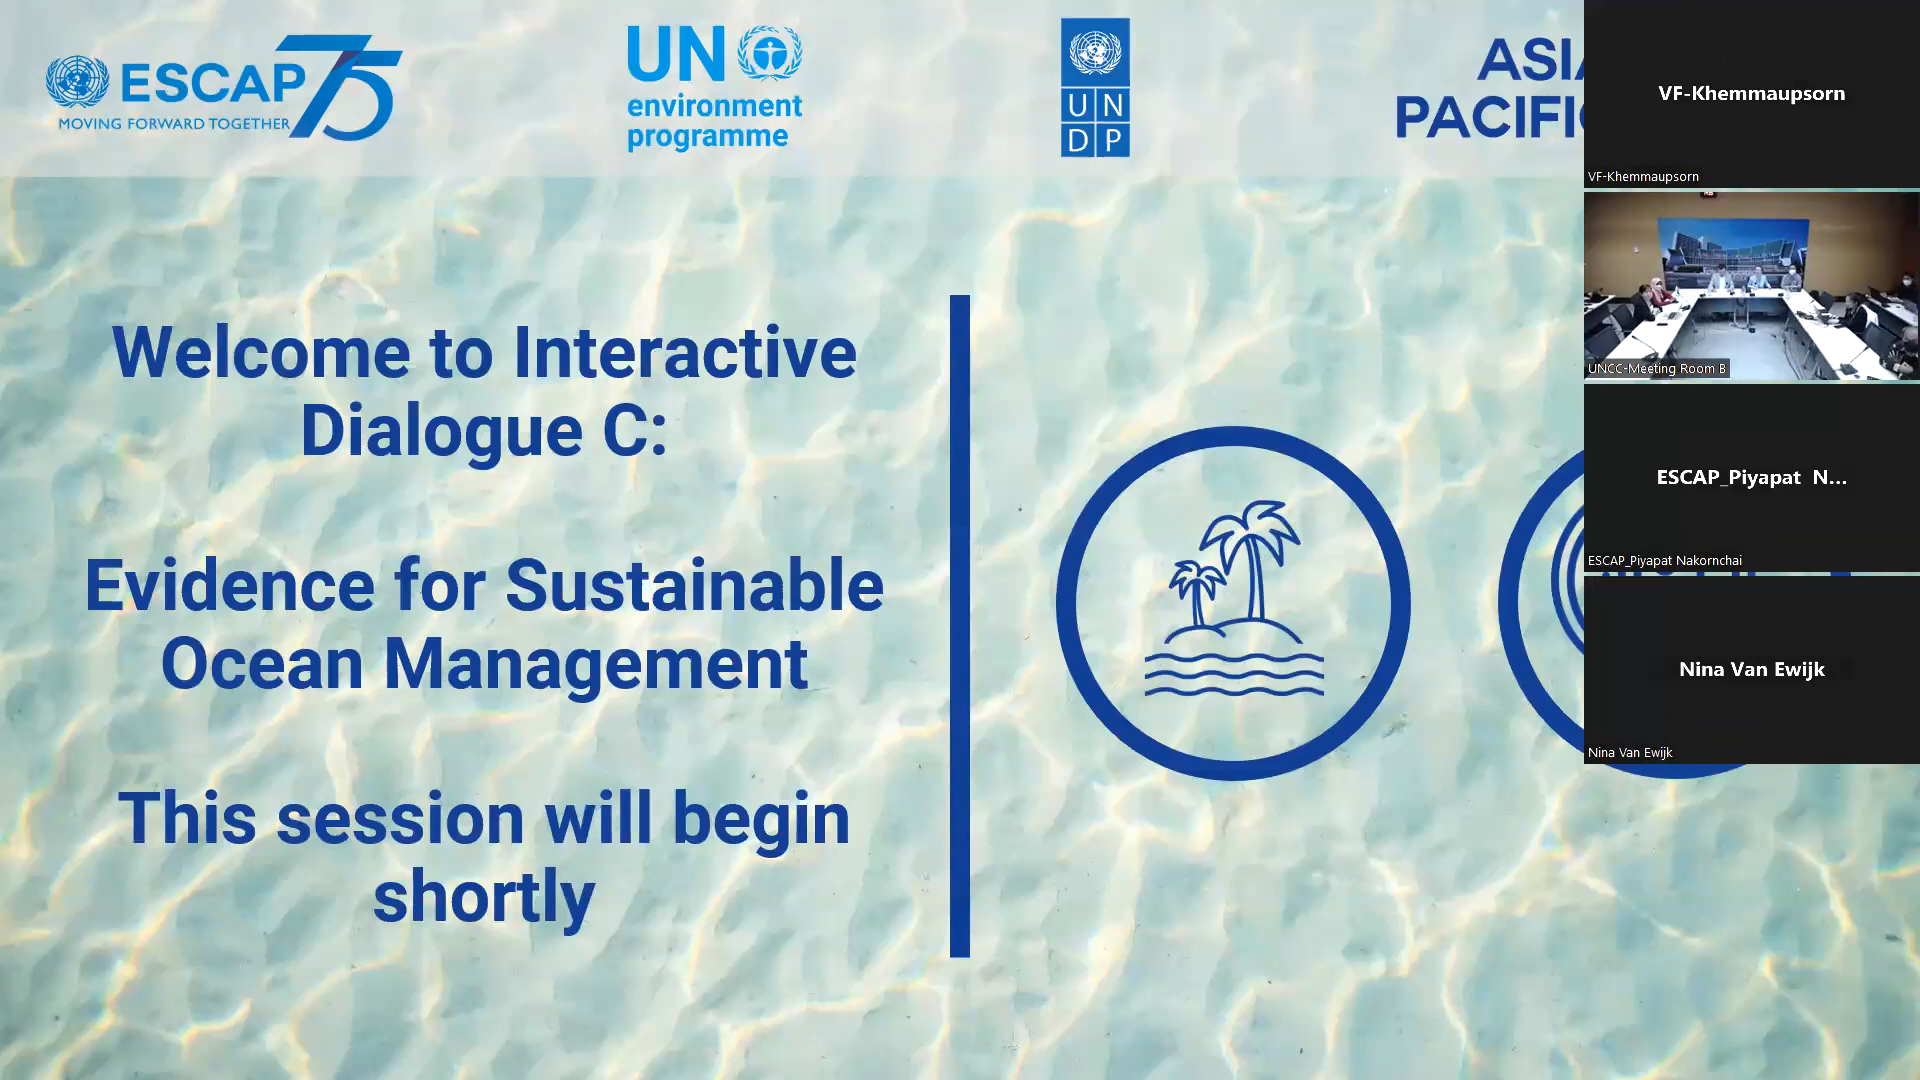 ESCAP 75
MOVING FORWARD TOGETHER
UN
environment
programme
U N
D P
ASIA
PACIFIC
Welcome to Interactive
Dialogue C:
Evidence for Sustainable
Ocean Management
This session will begin
shortly
VF-Khemmaupsorn
VF-Khemmaupsorn
UNCC-Meeting Room B
ESCAP_Piyapat N...
ESCAP_Piyapat Nakornchai
Nina Van Ewijk
Nina Van Ewijk